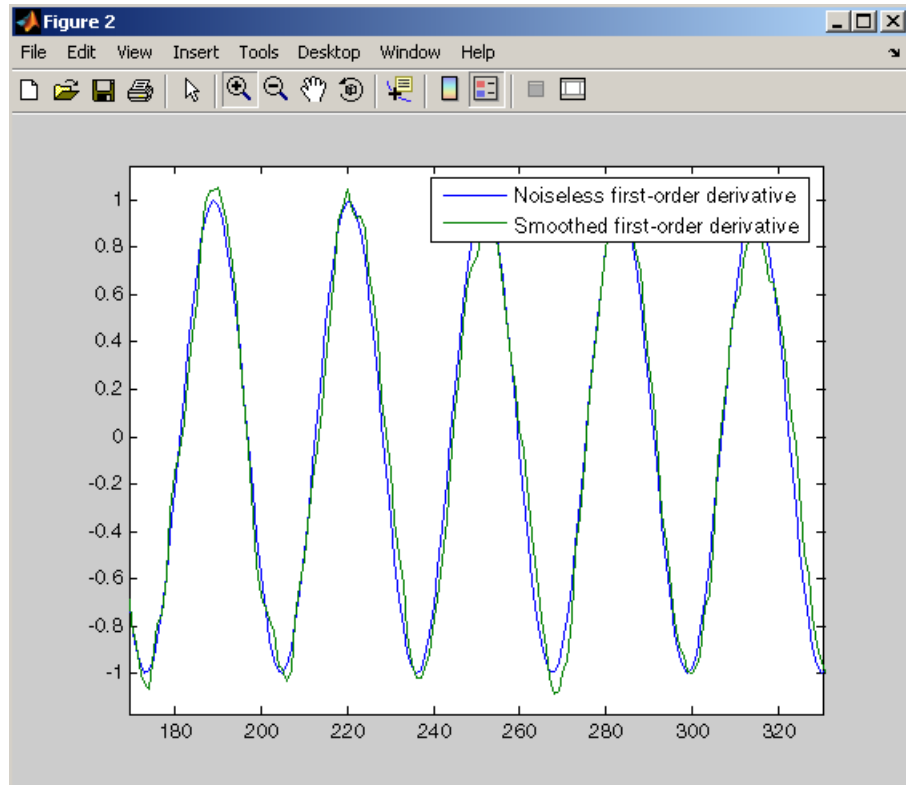 Figure 2
File Edit View Insert Tools Desktop Window Help
Noiseless first-order derivative
Smoothed first-order derivative
1
0.8
0.6
0.4
0.2
0
-0.2
-0.4
-0.6
-0.8
-1
180 200 220 240 260 280 300 320